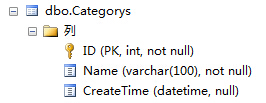 dbo.Categorys
列
ID (PK, int, not null)
Name (varchar(100), not null)
CreateTime (datetime, null)